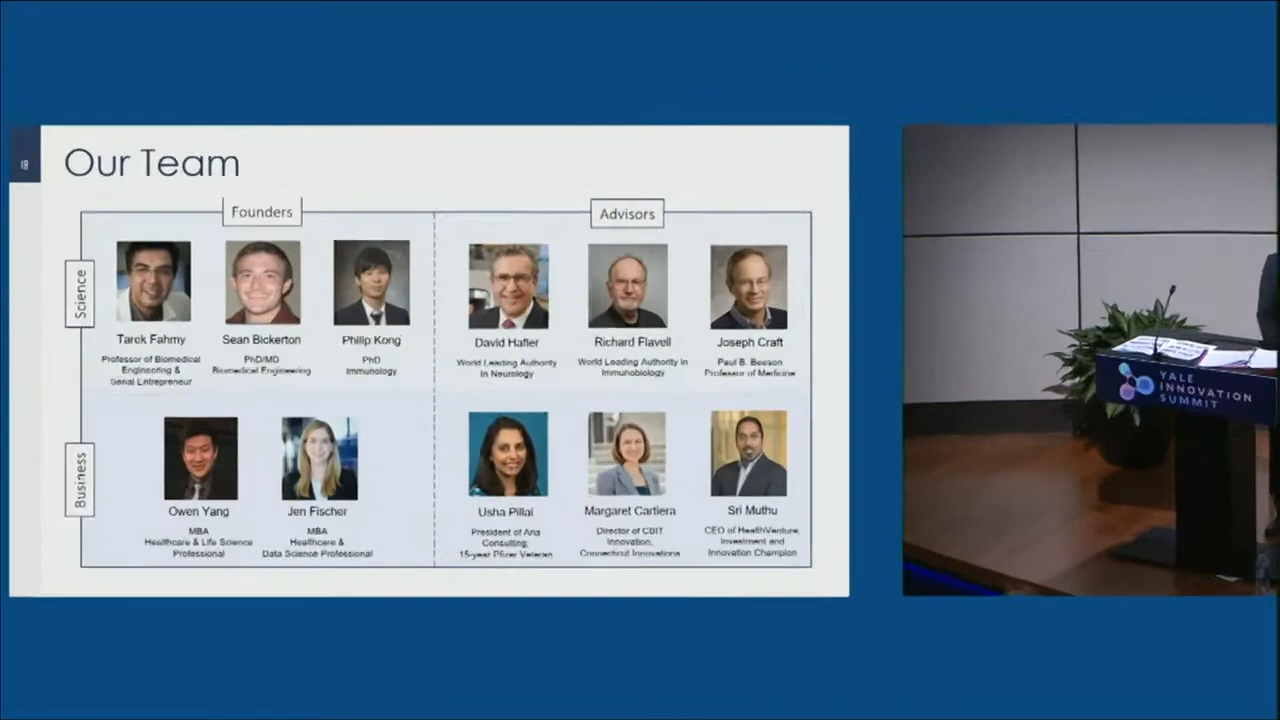 18
Our Team
Founders
Advisors
Science
Tarek Fahmy
Professor of Biomedical
Engineering &
Serial Entrepreneur
Sean Bickerton
PhD/MD
Biomedical Engineering
Philip Kong
PhD
Immunology
David Hafler
World Leading Authority
in Neurology
Richard Flavell
World Leading Authority in
Immunobiology
Joseph Craft
Paul B. Beeson
Professor of Medicine
Business
Owen Yang
MBA
Healthcare & Life Science
Professional
Jen Fischer
MBA
Healthcare &
Data Science Professional
Usha Pillai
President of Aria
Consulting;
15-year Pfizer Veteran
Margaret Cartiera
Director of CBIT
Innovation,
Connecticut Innovations
Sri Muthu
CEO of HealthVenture,
Investment and
Innovation Champion
YALE
INNOVATION
SUMMIT